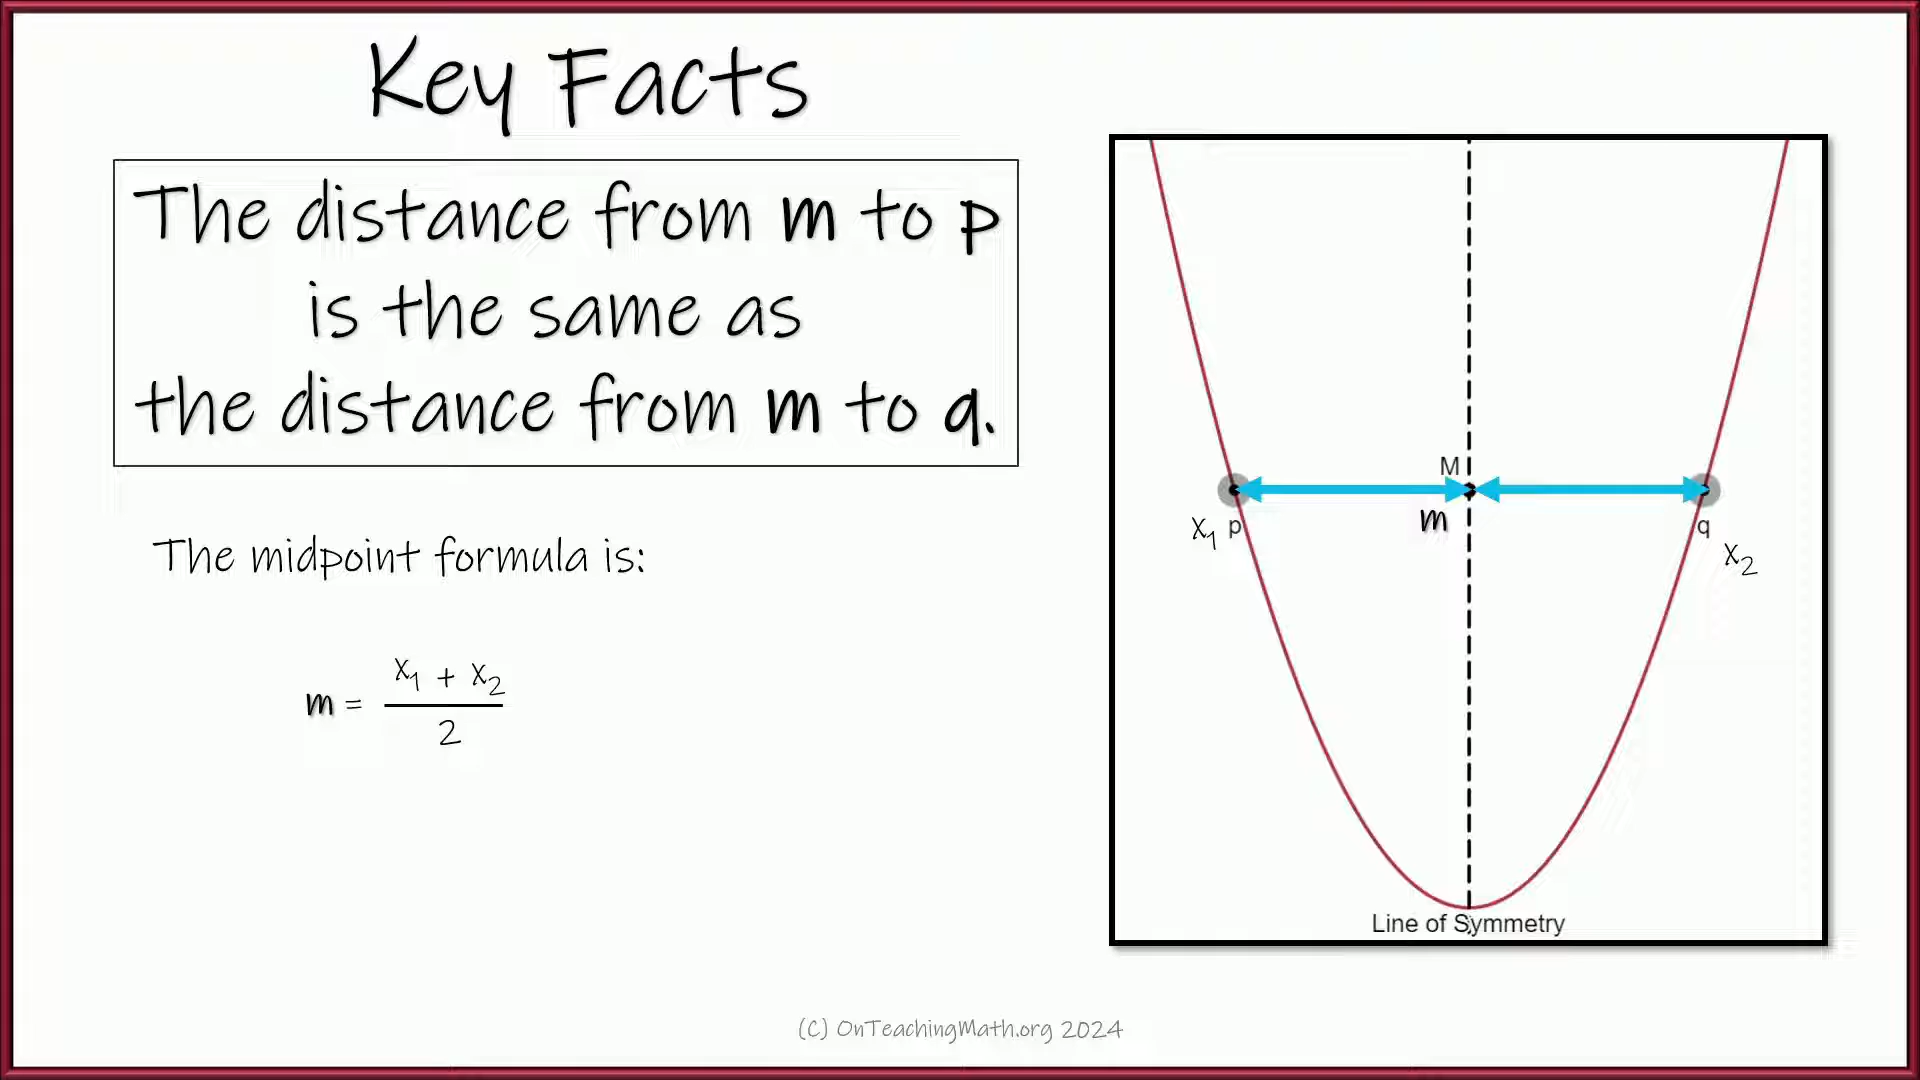 Key Facts
The distance from m to p
is the same as
the distance from m to q.
The midpoint formula is:
m = x₁ + x₂
2
M
m
x₁ p
q
x₂
Line of Symmetry
(C) OnTeachingMath.org 2024